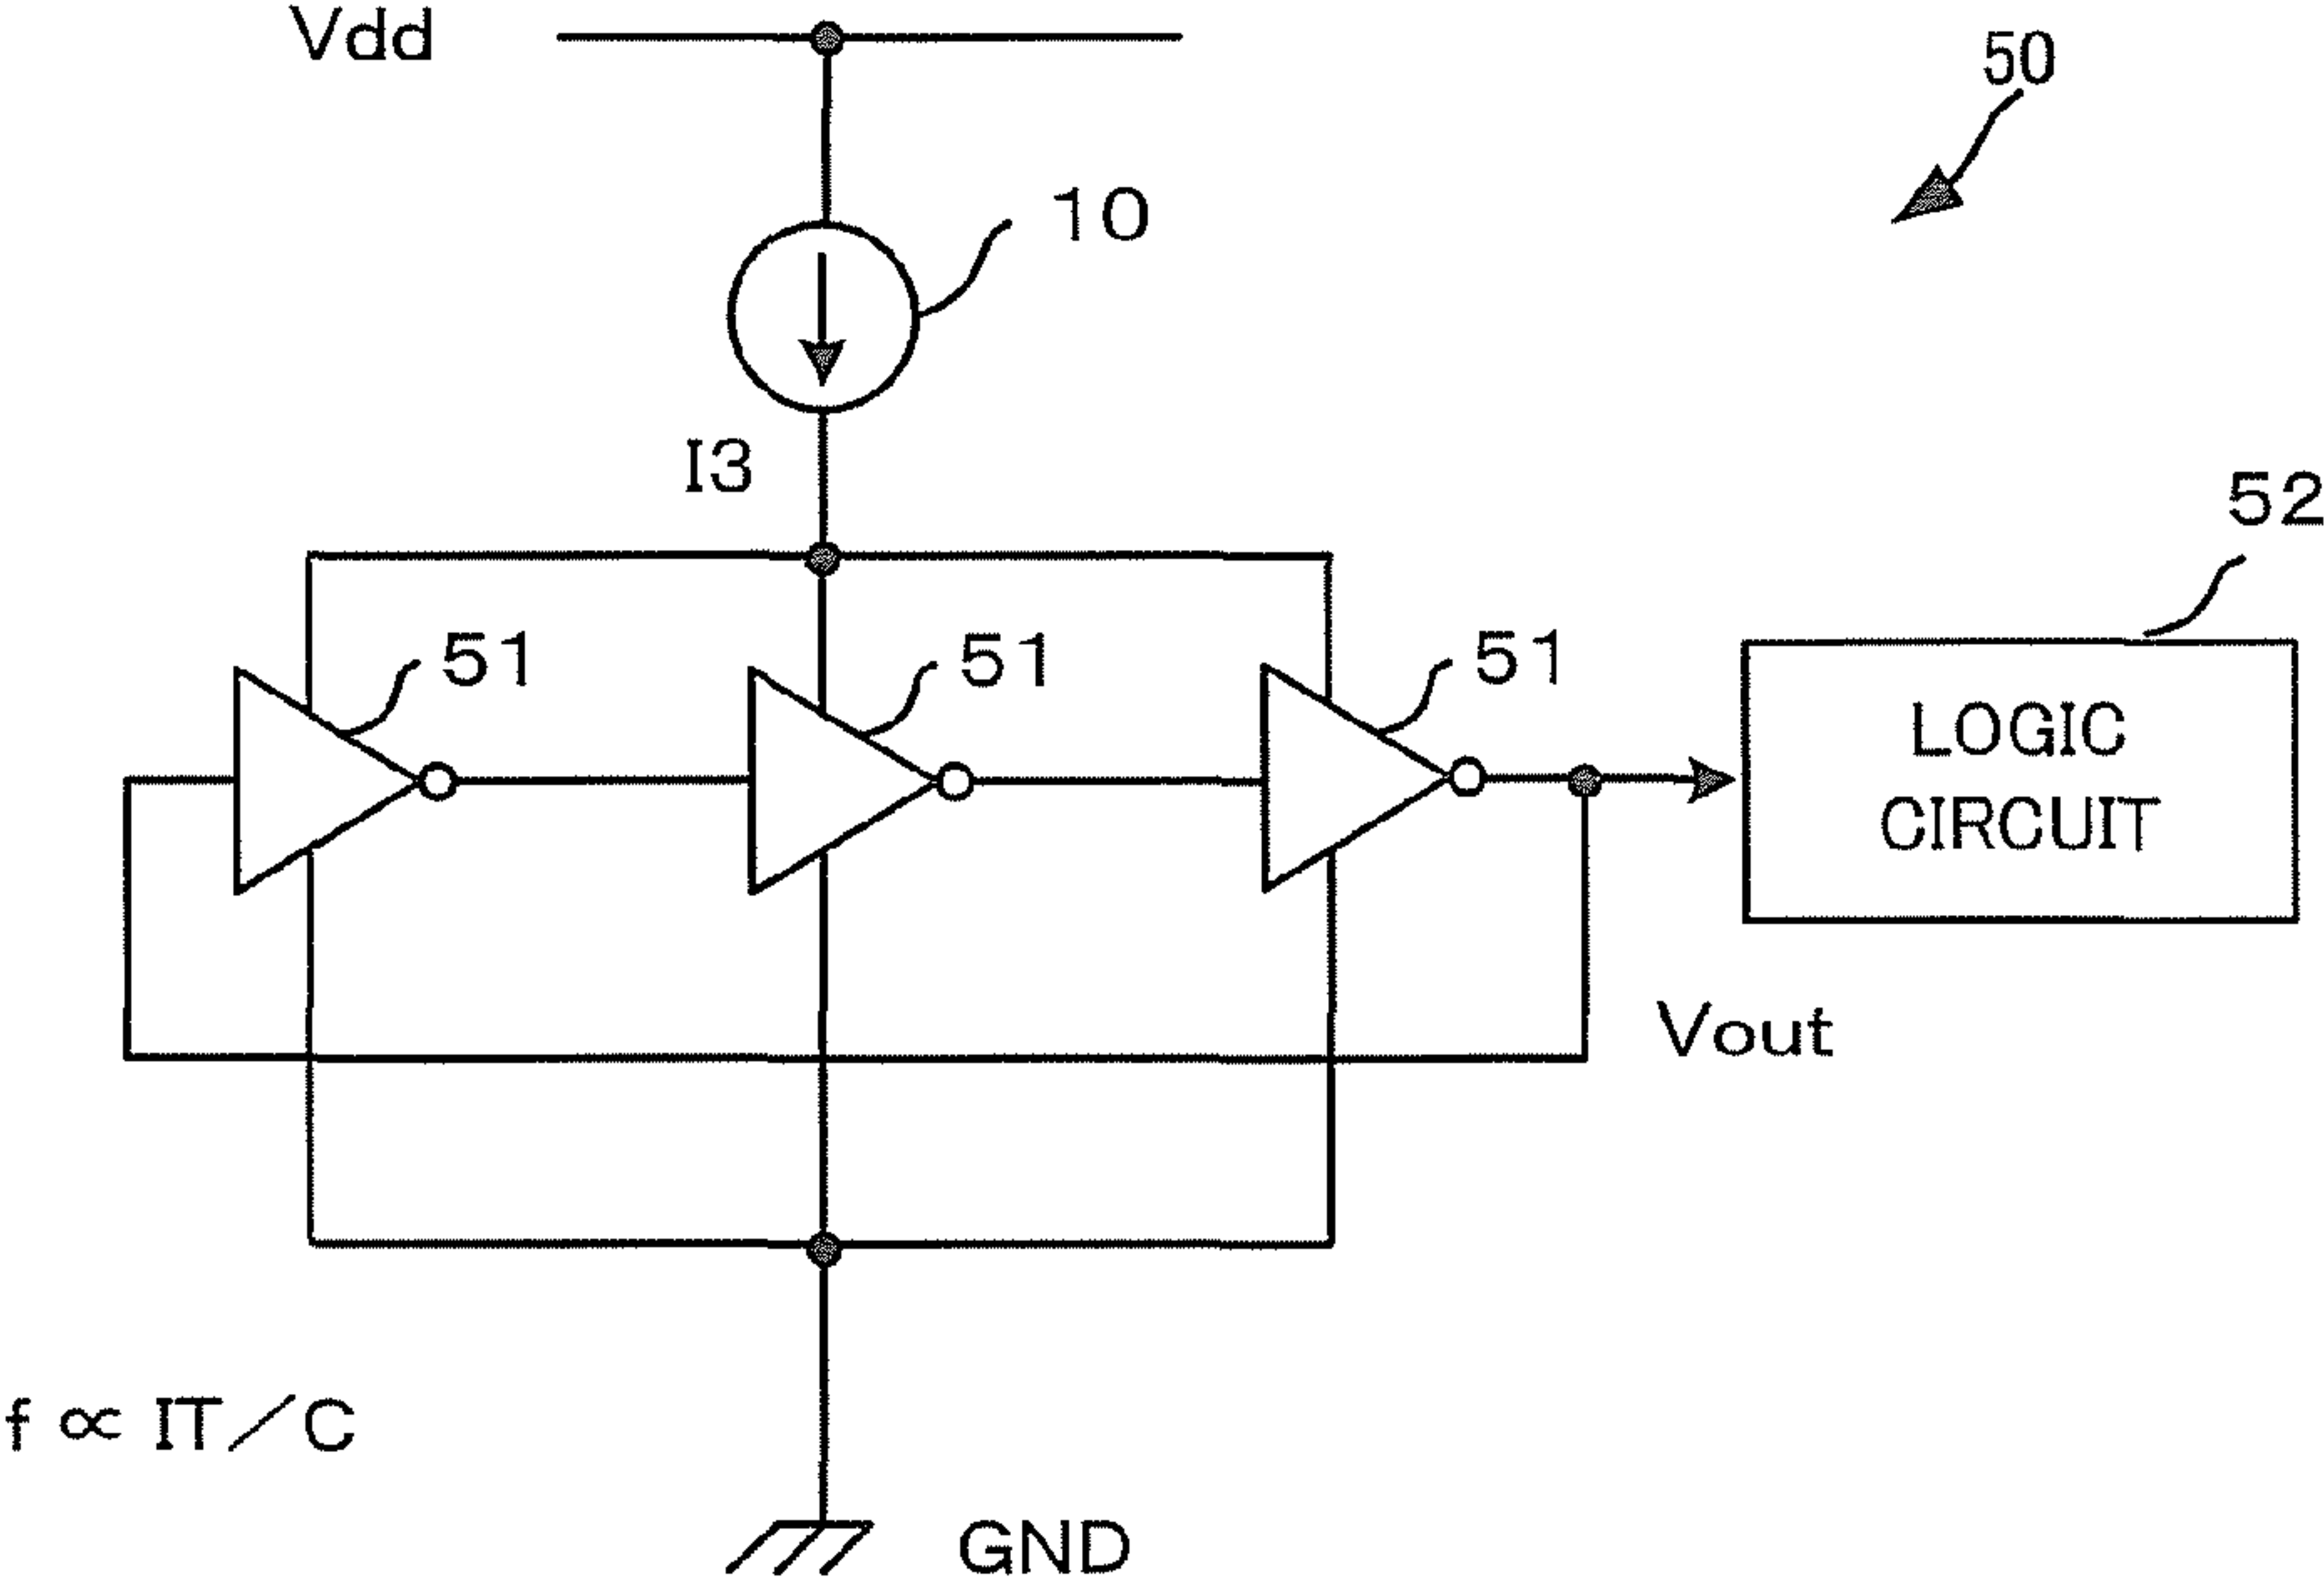 Vdd
50
10
I3
52
51
51
51
LOGIC
CIRCUIT
Vout
f ∝ IT/C
GND